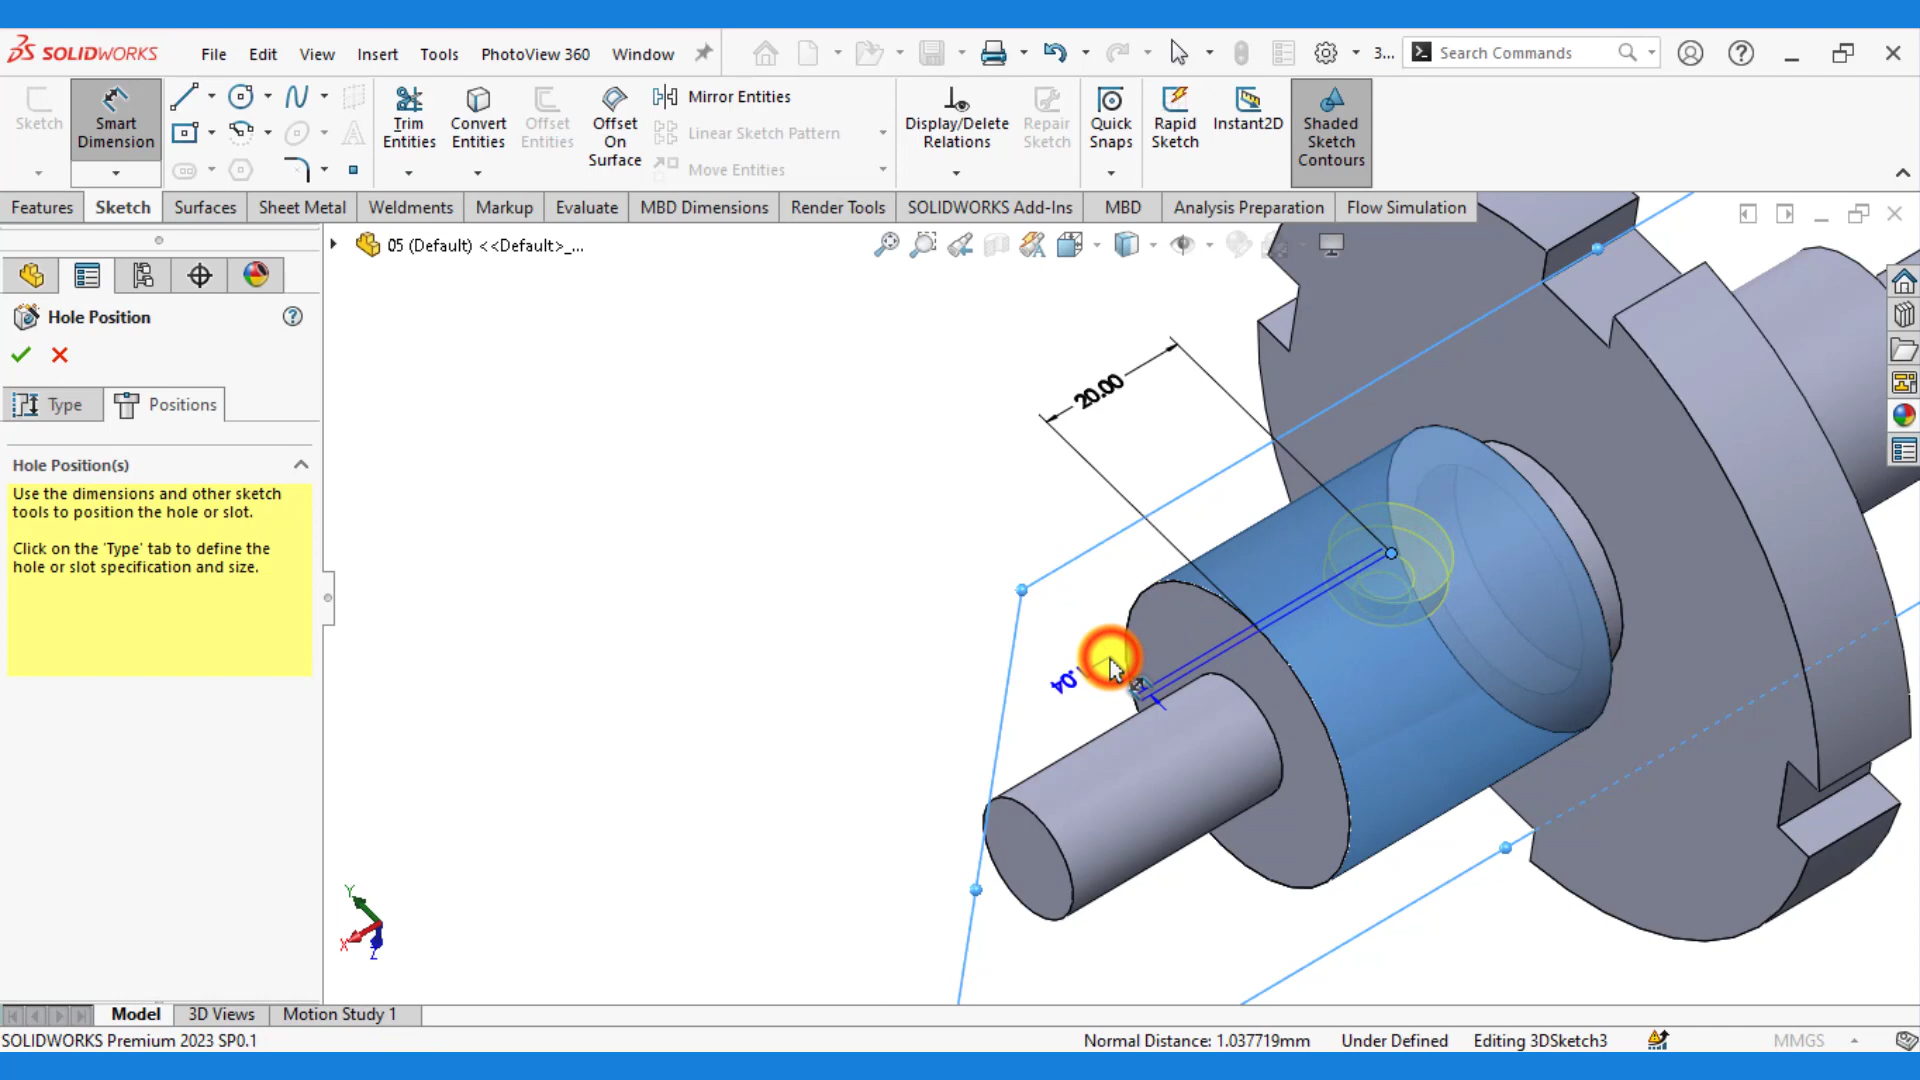 SOLIDWORKS File Edit View Insert Tools PhotoView 360 Window 3... Search Commands
Sketch
Smart Dimension
Trim Entities
Convert Entities
Offset Entities
Offset On Surface
Mirror Entities
Linear Sketch Pattern
Move Entities
Display/Delete Relations
Repair Sketch
Quick Snaps
Rapid Sketch
Instant2D
Shaded Sketch Contours
Features Sketch Surfaces Sheet Metal Weldments Markup Evaluate MBD Dimensions Render Tools SOLIDWORKS Add-Ins MBD Analysis Preparation Flow Simulation
05 (Default) <<Default>_...
Hole Position
Type Positions
Hole Position(s)
Use the dimensions and other sketch
tools to position the hole or slot.
Click on the 'Type' tab to define the
hole or slot specification and size.
20.00
.04
Y
X
Z
Model 3D Views Motion Study 1
SOLIDWORKS Premium 2023 SP0.1 Normal Distance: 1.037719mm Under Defined Editing 3DSketch3 MMGS